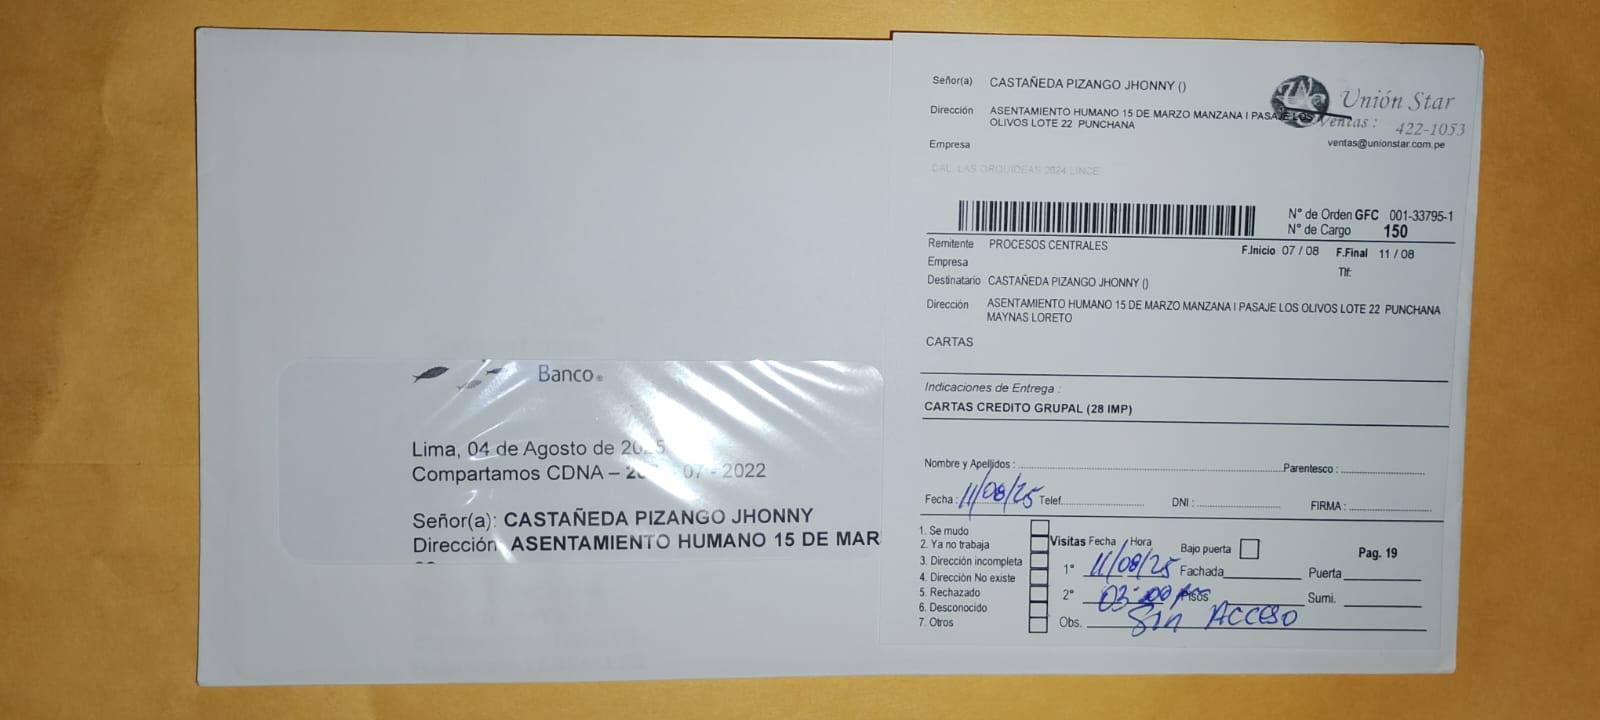 Banco
Lima, 04 de Agosto de 2025
Compartamos CDNA – 07 - 2022
Señor(a): CASTAÑEDA PIZANGO JHONNY
Dirección ASENTAMIENTO HUMANO 15 DE MAR
Señor(a) CASTAÑEDA PIZANGO JHONNY ()
Dirección ASENTAMIENTO HUMANO 15 DE MARZO MANZANA I PASAJE LOS
OLIVOS LOTE 22 PUNCHANA
Empresa
CAL. LAS ORQUIDEAS 2624 LINCE
Unión Star
Ventas : 422-1053
ventas@unionstar.com.pe
N° de Orden GFC 001-33795-1
N° de Cargo 150
Remitente PROCESOS CENTRALES
F.Inicio 07 / 08 F.Final 11 / 08
Empresa
Tlf:
Destinatario CASTAÑEDA PIZANGO JHONNY ()
Dirección ASENTAMIENTO HUMANO 15 DE MARZO MANZANA I PASAJE LOS OLIVOS LOTE 22 PUNCHANA
MAYNAS LORETO
CARTAS
Indicaciones de Entrega :
CARTAS CREDITO GRUPAL (28 IMP)
Nombre y Apellidos : Parentesco :
Fecha : 11/08/25 Telef. DNI : FIRMA :
1. Se mudo
2. Ya no trabaja
3. Dirección incompleta
4. Dirección No existe
5. Rechazado
6. Desconocido
7. Otros
Visitas Fecha / Hora Bajo puerta Pag. 19
1° 11/08/25 Fachada Puerta
2° 03:00 Pisos Sumi.
Obs. Sin Acceso